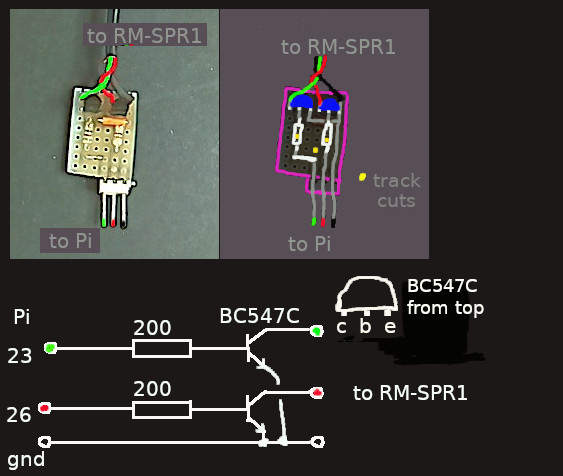 to RM-SPR1
to RM-SPR1
track
cuts
to Pi
to Pi
BC547C
from top
c b e
Pi
200
BC547C
23
200
26
to RM-SPR1
gnd